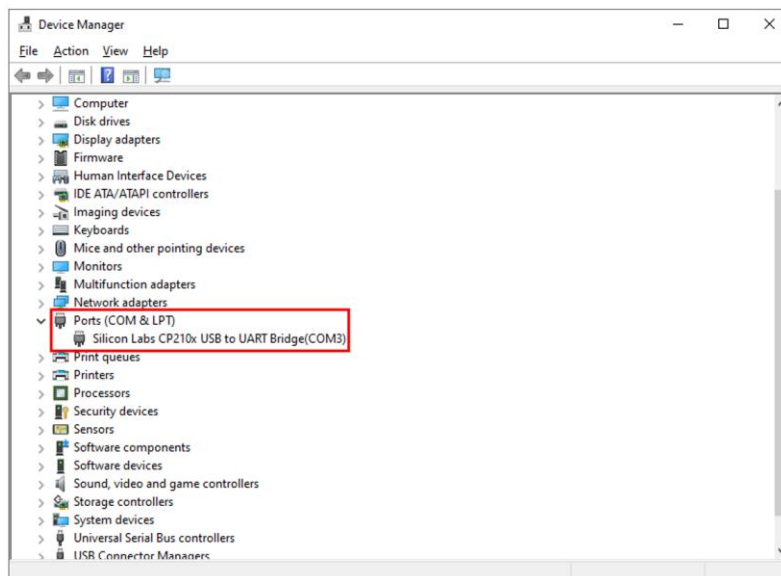 Device Manager
File Action View Help
Computer
Disk drives
Display adapters
Firmware
Human Interface Devices
IDE ATA/ATAPI controllers
Imaging devices
Keyboards
Mice and other pointing devices
Monitors
Multifunction adapters
Network adapters
Ports (COM & LPT)
Silicon Labs CP210x USB to UART Bridge(COM3)
Print queues
Printers
Processors
Security devices
Sensors
Software components
Software devices
Sound, video and game controllers
Storage controllers
System devices
Universal Serial Bus controllers
USB Connector Managers